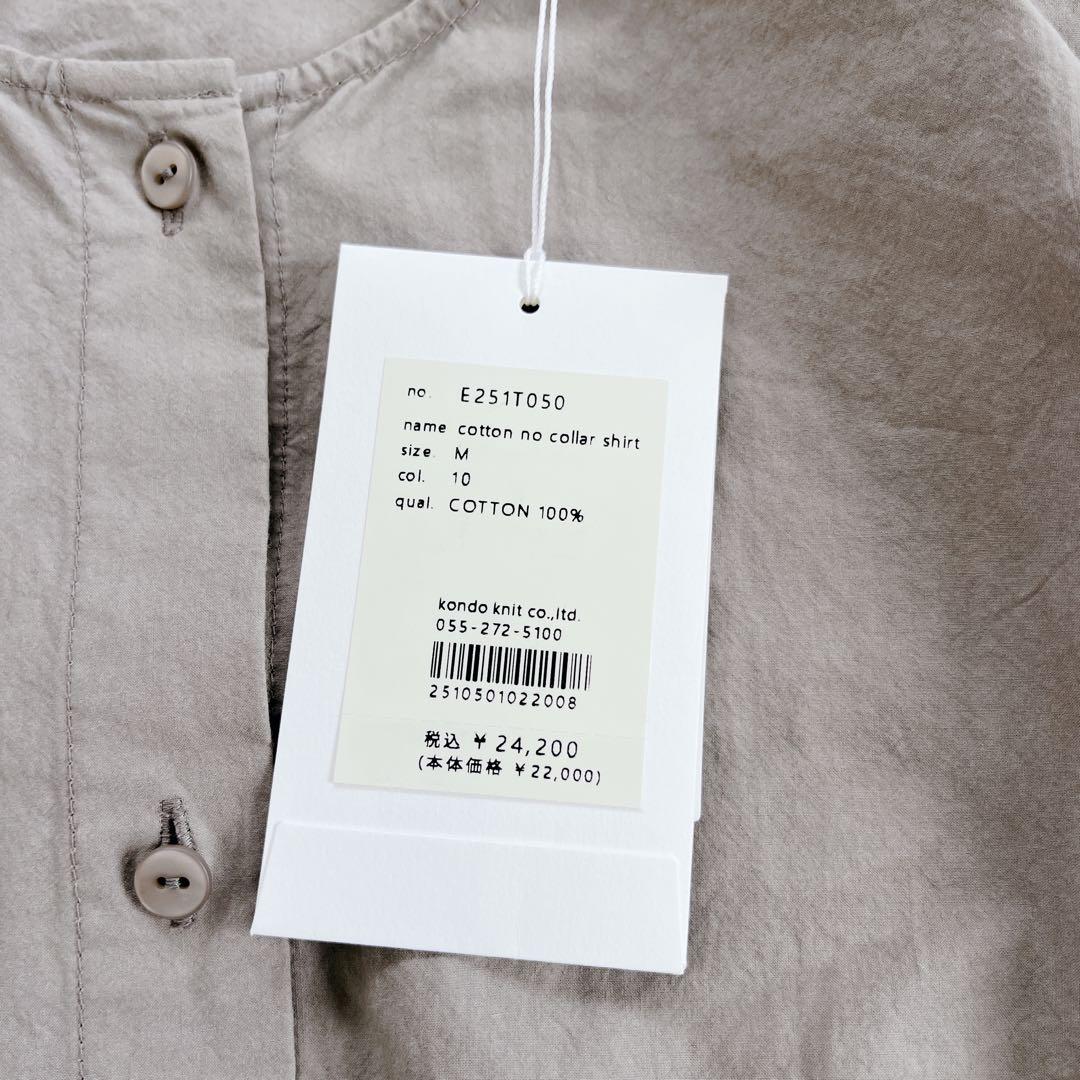 no. E251T050
name cotton no collar shirt
size. M
col. 10
qual. COTTON 100%
kondo knit co.,ltd.
055-272-5100
2510501022008
税込 ¥24,200
(本体価格 ¥22,000)